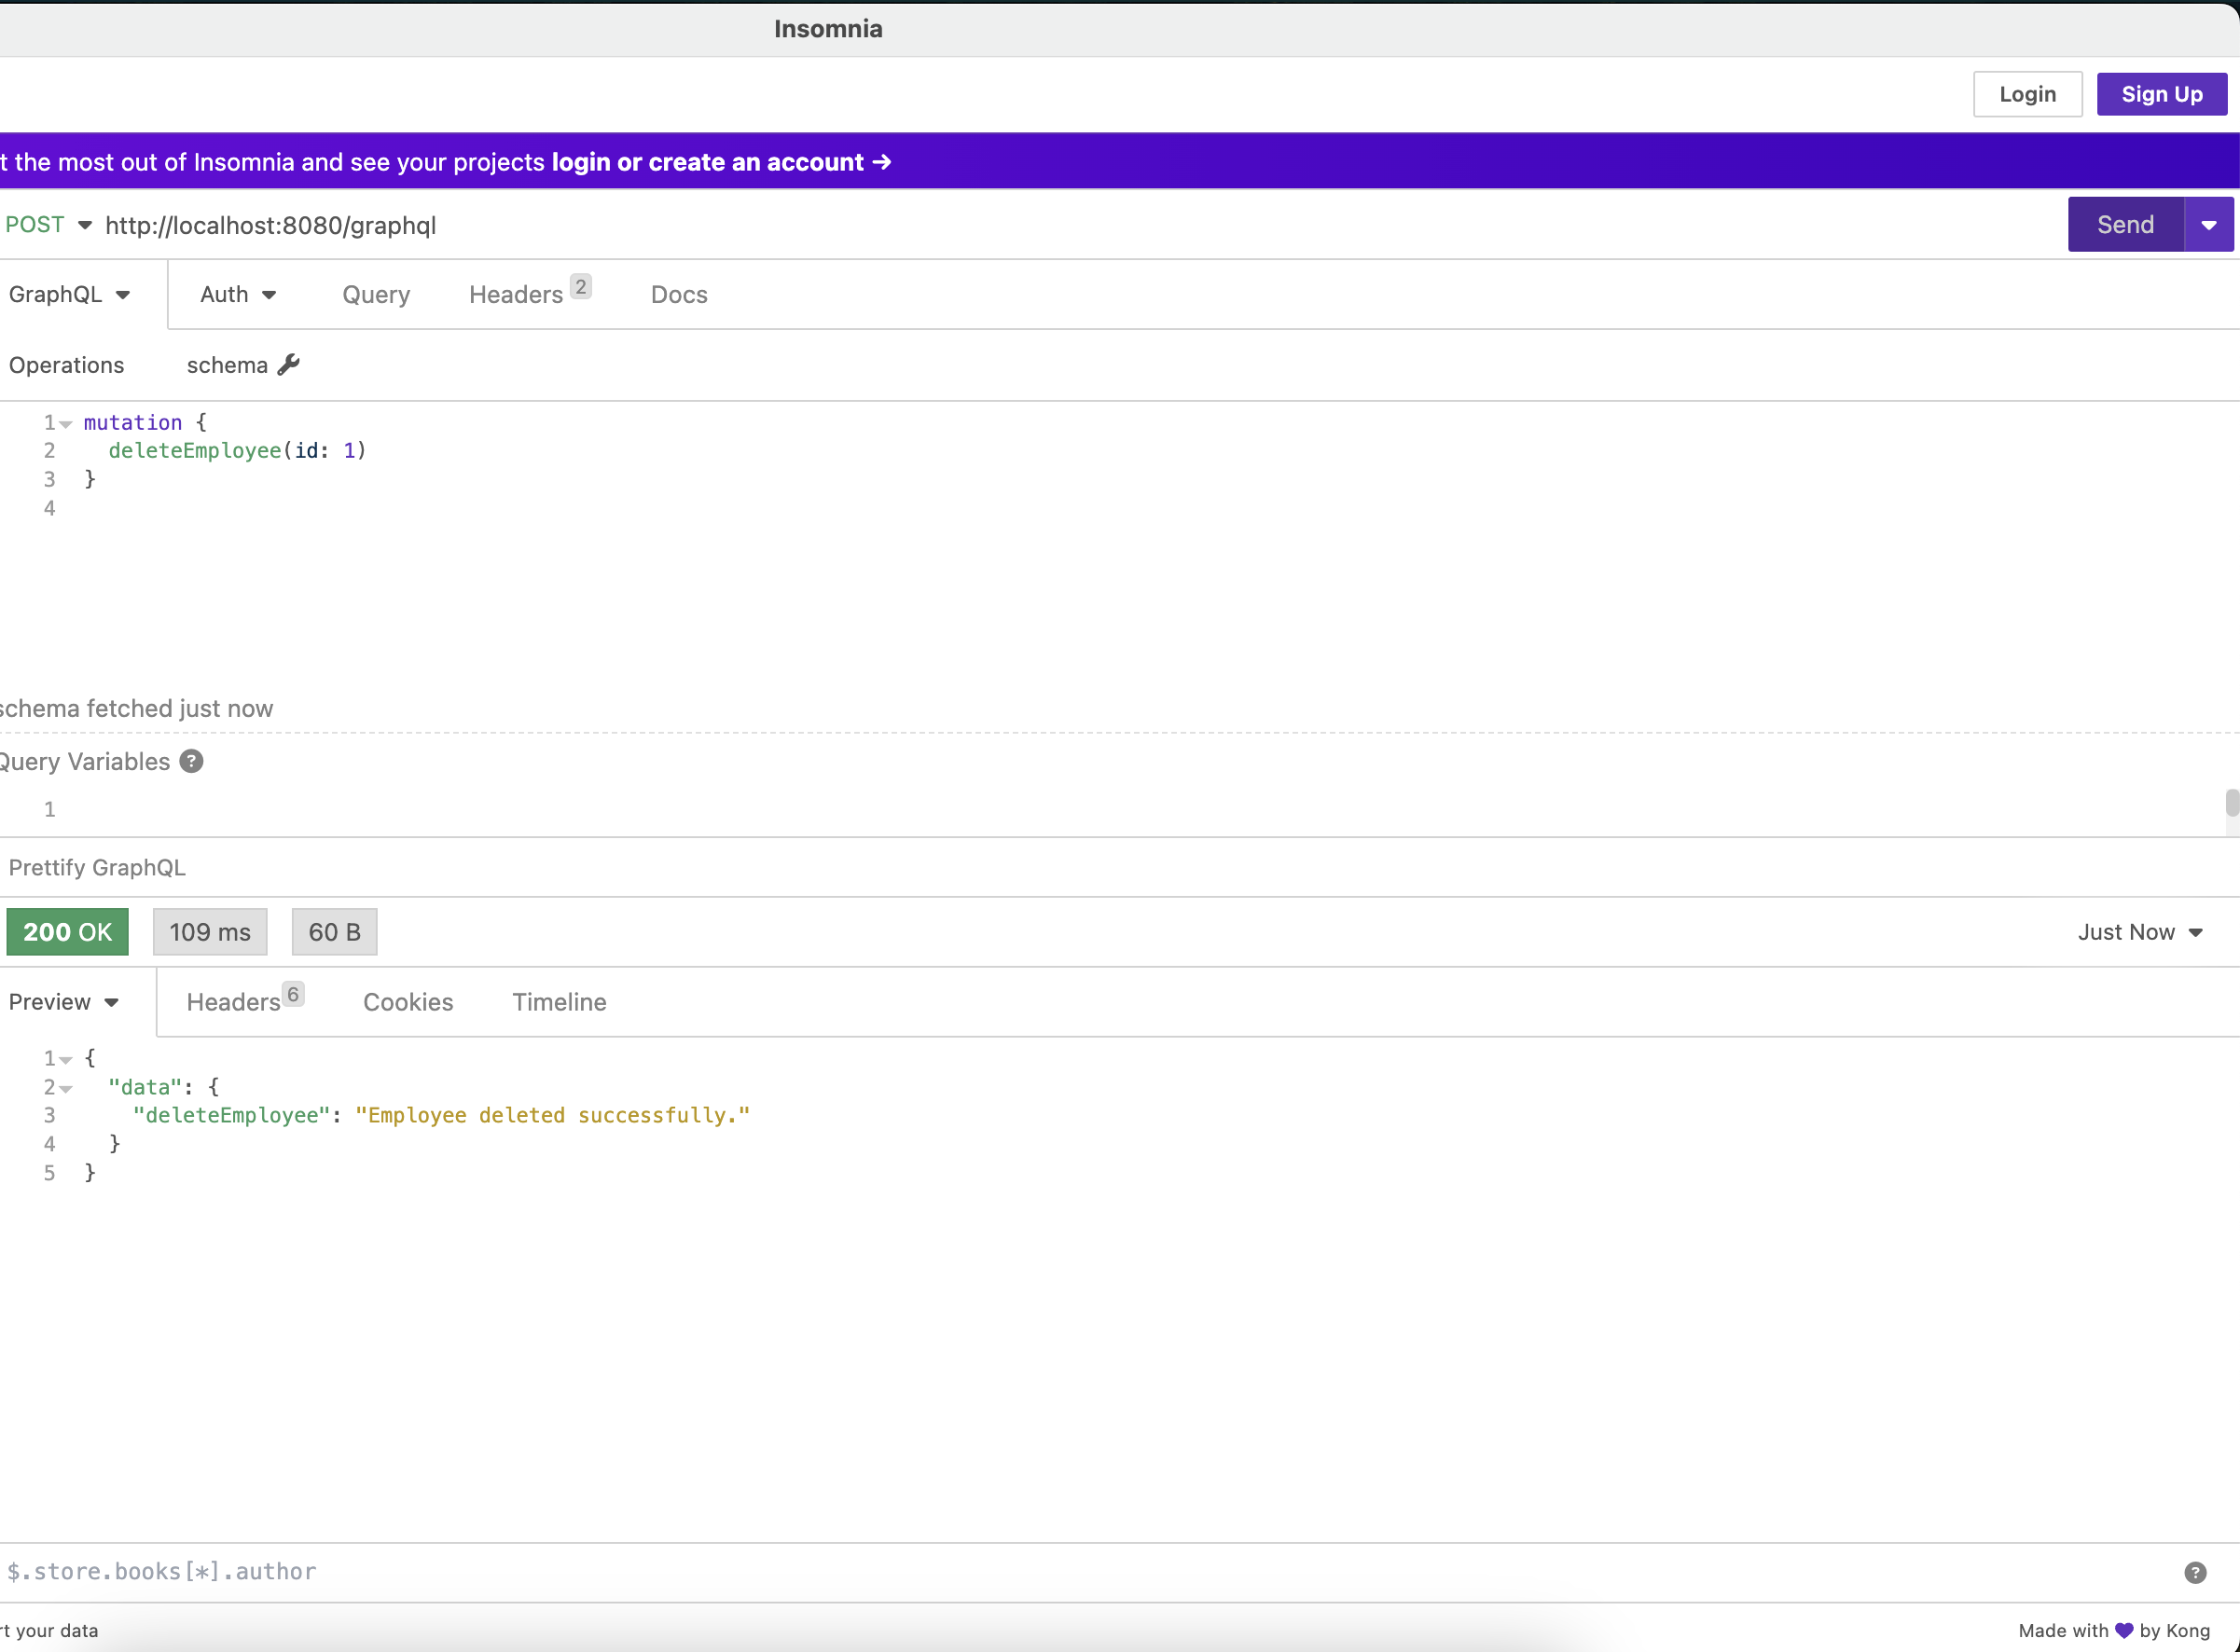 Insomnia
Login Sign Up
t the most out of Insomnia and see your projects login or create an account →
POST http://localhost:8080/graphql Send
GraphQL Auth Query Headers 2 Docs
Operations schema
1 mutation {
2 deleteEmployee(id: 1)
3 }
4
schema fetched just now
Query Variables ?
1
Prettify GraphQL
200 OK 109 ms 60 B Just Now
Preview Headers 6 Cookies Timeline
1 {
2 "data": {
3 "deleteEmployee": "Employee deleted successfully."
4 }
5 }
$.store.books[*].author ?
rt your data Made with 💜 by Kong